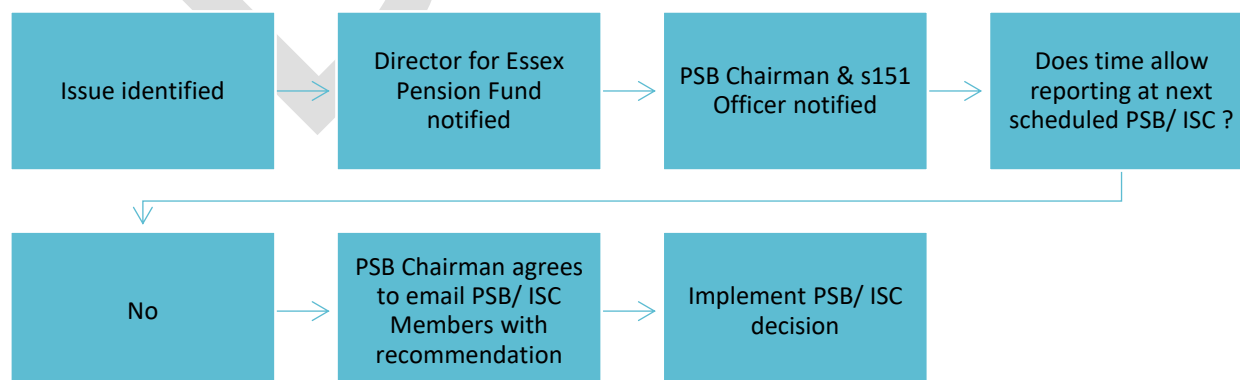 Issue identified
Director for Essex
Pension Fund
notified
PSB Chairman & s151
Officer notified
Does time allow
reporting at next
scheduled PSB/ ISC ?
No
PSB Chairman agrees
to email PSB/ ISC
Members with
recommendation
Implement PSB/ ISC
decision